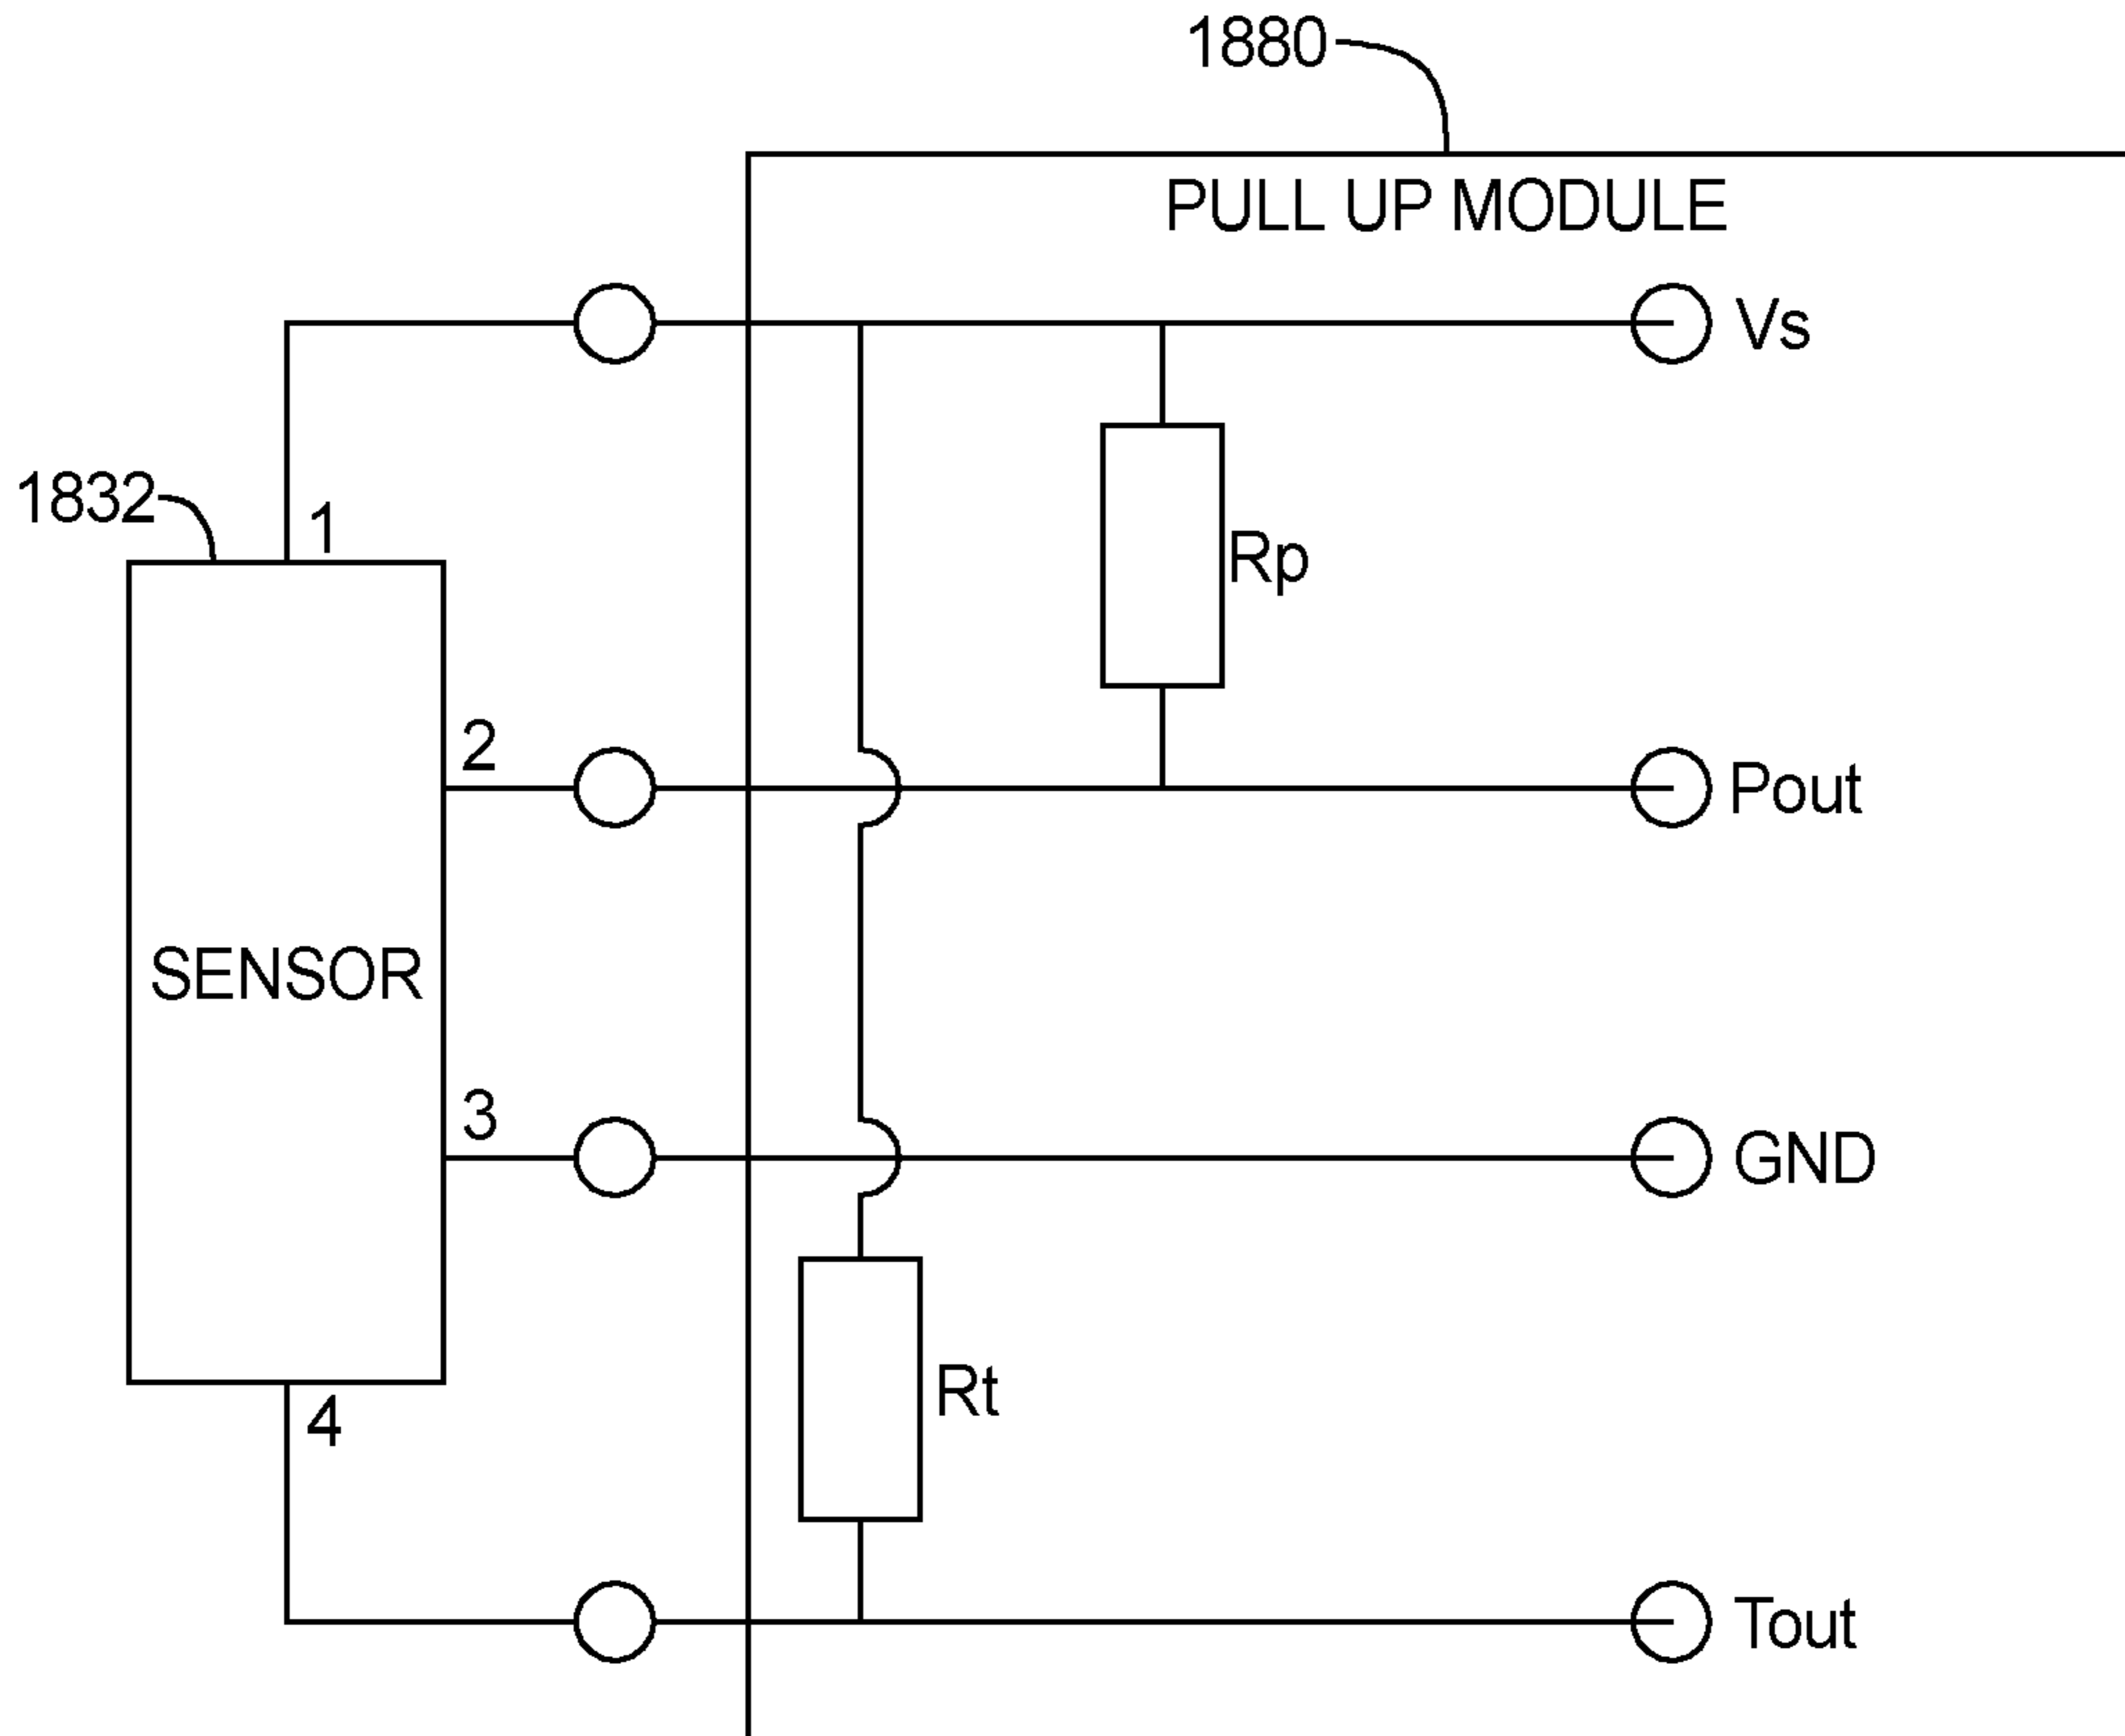 1880
PULL UP MODULE
Vs
1832
1
Rp
2
Pout
SENSOR
3
GND
Rt
4
Tout